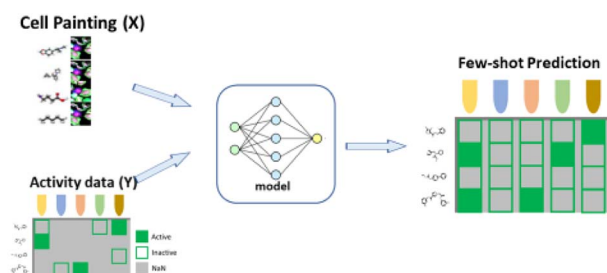 Cell Painting (X)
Few-shot Prediction
model
Activity data (Y)
Active
Inactive
NaN